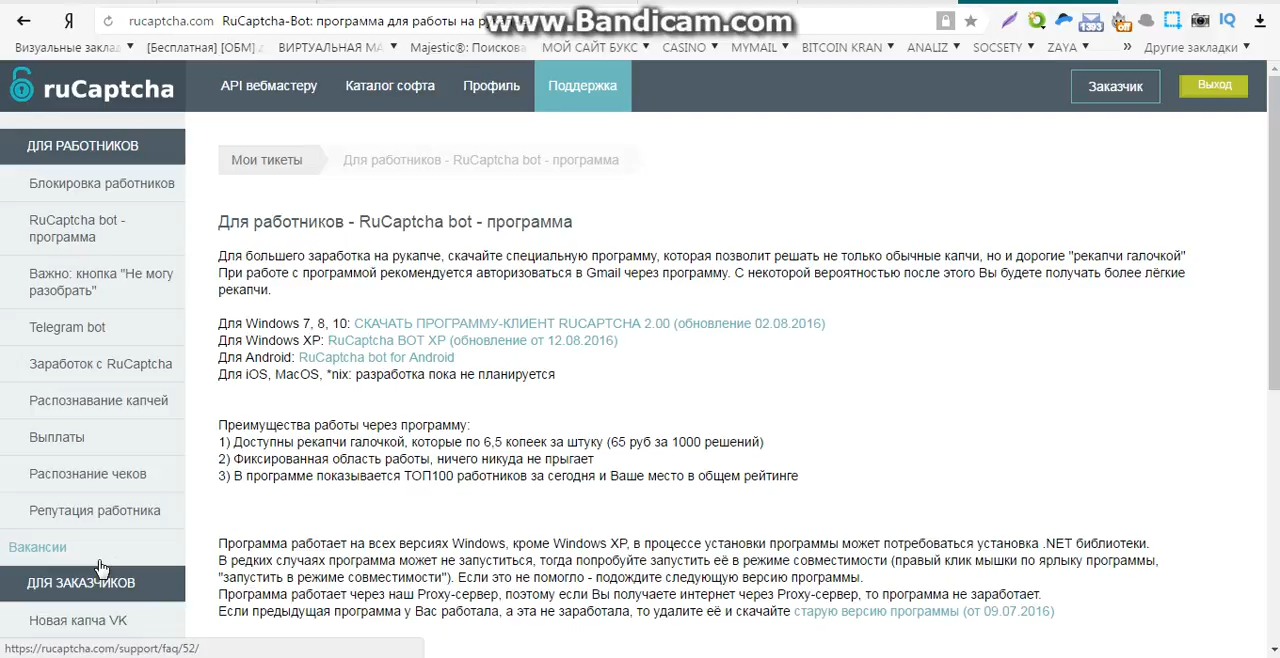 rucaptcha.com RuCaptcha-Bot: программа для работы на р
www.Bandicam.com
1393
off
IQ
Визуальные заклад
[Бесплатная] [ОБМ]
ВИРТУАЛЬНАЯ МА
Majestic®: Поискова
МОЙ САЙТ БУКС
CASINO
MYMAIL
BITCOIN KRAN
ANALIZ
SOCSETY
ZAYA
»
Другие закладки
ruCaptcha
API вебмастеру
Каталог софта
Профиль
Поддержка
Заказчик
Выход
ДЛЯ РАБОТНИКОВ
Блокировка работников
RuCaptcha bot -
программа
Важно: кнопка "Не могу
разобрать"
Telegram bot
Заработок с RuCaptcha
Распознавание капчей
Выплаты
Распознание чеков
Репутация работника
Вакансии
ДЛЯ ЗАКАЗЧИКОВ
Новая капча VK
Мои тикеты
Для работников - RuCaptcha bot - программа
Для работников - RuCaptcha bot - программа
Для большего заработка на рукапче, скачайте специальную программу, которая позволит решать не только обычные капчи, но и дорогие "рекапчи галочкой"
При работе с программой рекомендуется авторизоваться в Gmail через программу. С некоторой вероятностью после этого Вы будете получать более лёгкие
рекапчи.
Для Windows 7, 8, 10: СКАЧАТЬ ПРОГРАММУ-КЛИЕНТ RUCAPTCHA 2.00 (обновление 02.08.2016)
Для Windows XP: RuCaptcha BOT XP (обновление от 12.08.2016)
Для Android: RuCaptcha bot for Android
Для iOS, MacOS, *nix: разработка пока не планируется
Преимущества работы через программу:
1) Доступны рекапчи галочкой, которые по 6,5 копеек за штуку (65 руб за 1000 решений)
2) Фиксированная область работы, ничего никуда не прыгает
3) В программе показывается ТОП100 работников за сегодня и Ваше место в общем рейтинге
Программа работает на всех версиях Windows, кроме Windows XP, в процессе установки программы может потребоваться установка .NET библиотеки.
В редких случаях программа может не запуститься, тогда попробуйте запустить её в режиме совместимости (правый клик мышки по ярлыку программы,
"запустить в режиме совместимости"). Если это не помогло - подождите следующую версию программы.
Программа работает через наш Proxy-сервер, поэтому если Вы получаете интернет через Proxy-сервер, то программа не заработает.
Если предыдущая программа у Вас работала, а эта не заработала, то удалите её и скачайте старую версию программы (от 09.07.2016)
https://rucaptcha.com/support/faq/52/